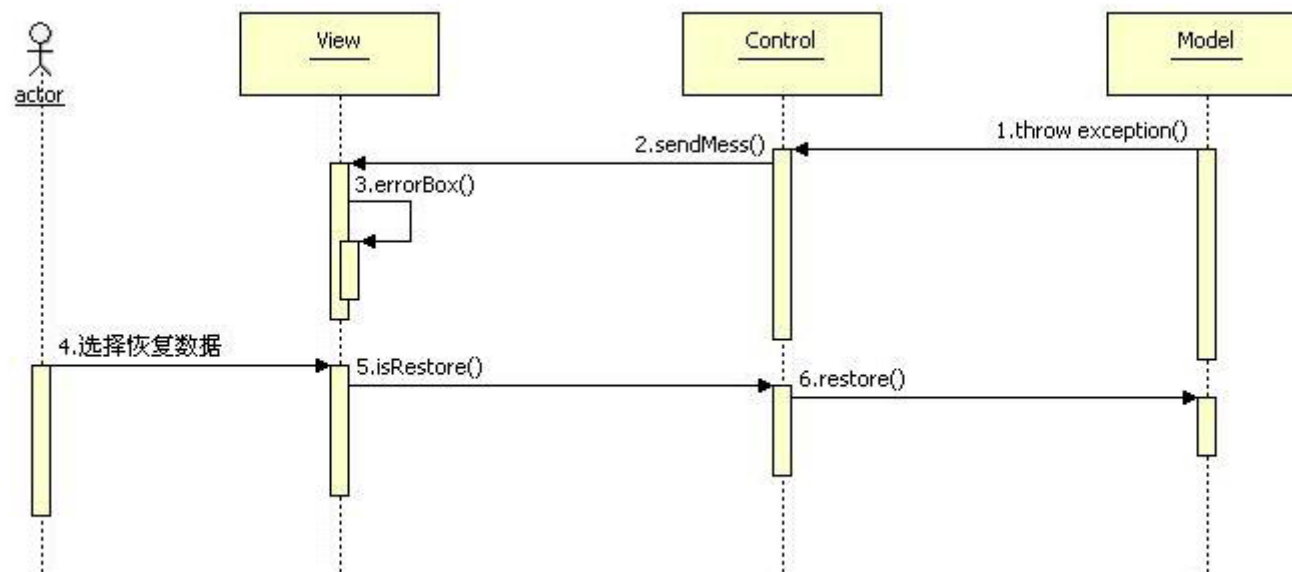 View
Control
Model
actor
1.throw exception()
2.sendMess()
3.errorBox()
4.选择恢复数据
5.isRestore()
6.restore()